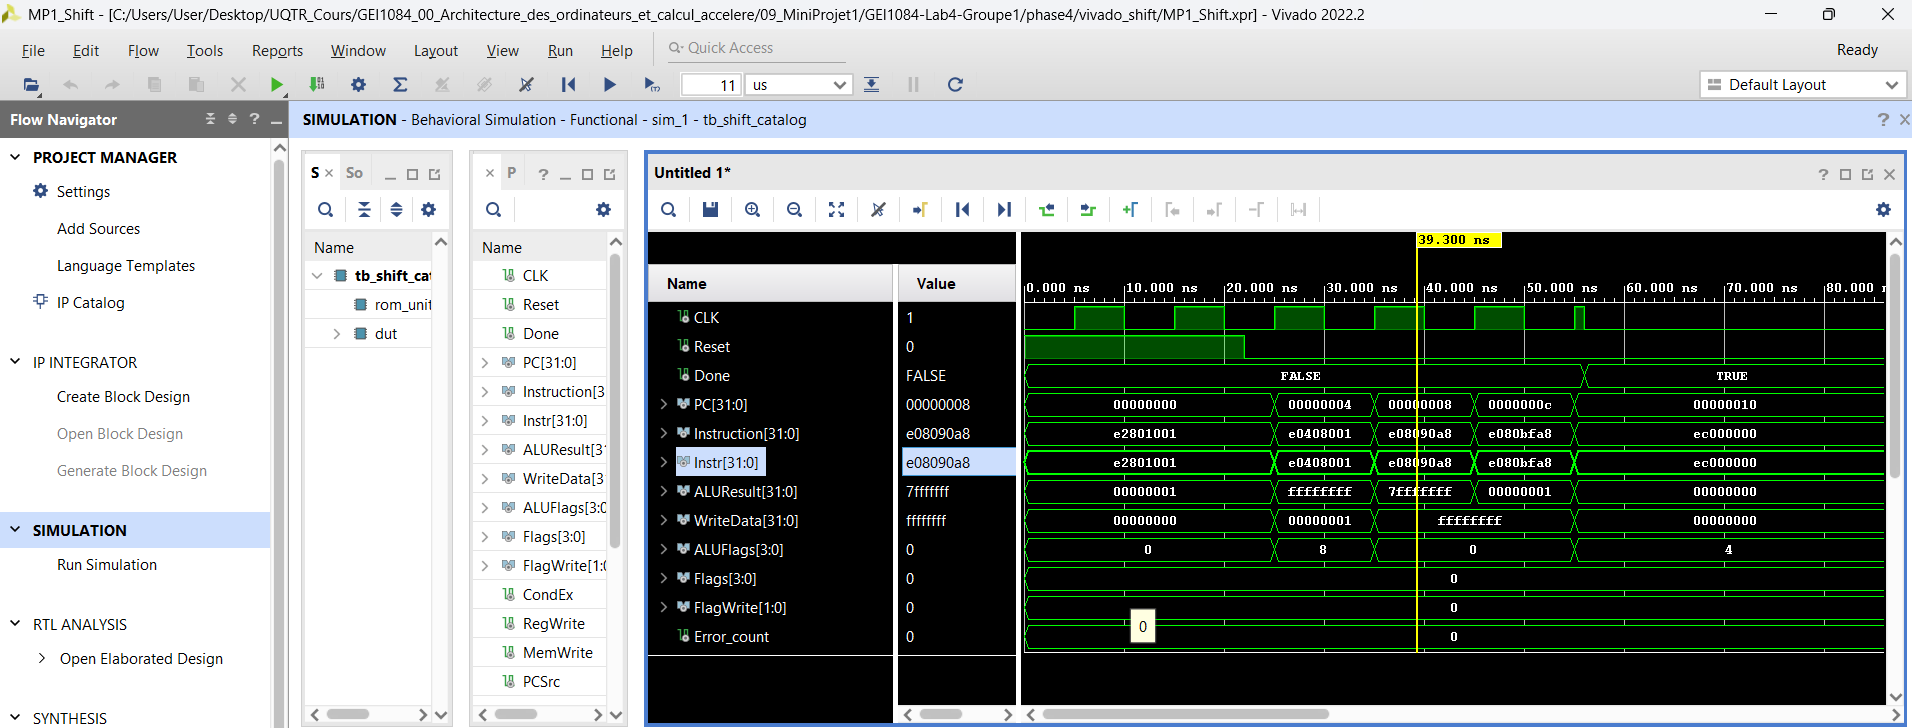 MP1_Shift - [C:/Users/User/Desktop/UQTR_Cours/GEI1084_00_Architecture_des_ordinateurs_et_calcul_accelere/09_MiniProjet1/GEI1084-Lab4-Groupe1/phase4/vivado_shift/MP1_Shift.xpr] - Vivado 2022.2
File Edit Flow Tools Reports Window Layout View Run Help Quick Access Ready
11 us Default Layout
Flow Navigator
SIMULATION - Behavioral Simulation - Functional - sim_1 - tb_shift_catalog
PROJECT MANAGER
Settings
Add Sources
Language Templates
IP Catalog
IP INTEGRATOR
Create Block Design
Open Block Design
Generate Block Design
SIMULATION
Run Simulation
RTL ANALYSIS
Open Elaborated Design
SYNTHESIS
S So
Name
tb_shift_cat
rom_unit
dut
P
Name
CLK
Reset
Done
PC[31:0]
Instruction[3
Instr[31:0]
ALUResult[31
WriteData[3
ALUFlags[3:0
Flags[3:0]
FlagWrite[1:0
CondEx
RegWrite
MemWrite
PCSrc
Untitled 1*
39.300 ns
Name Value 0.000 ns 10.000 ns 20.000 ns 30.000 ns 40.000 ns 50.000 ns 60.000 ns 70.000 ns 80.000
CLK 1
Reset 0
Done FALSE FALSE TRUE
PC[31:0] 00000008 00000000 00000004 00000008 0000000c 00000010
Instruction[31:0] e08090a8 e2801001 e0408001 e08090a8 e080bfa8 ec000000
Instr[31:0] e08090a8 e2801001 e0408001 e08090a8 e080bfa8 ec000000
ALUResult[31:0] 7fffffff 00000001 ffffffff 7fffffff 00000001 00000000
WriteData[31:0] ffffffff 00000000 00000001 ffffffff 00000000
ALUFlags[3:0] 0 0 8 0 4
Flags[3:0] 0 0
FlagWrite[1:0] 0 0
0
Error_count 0 0